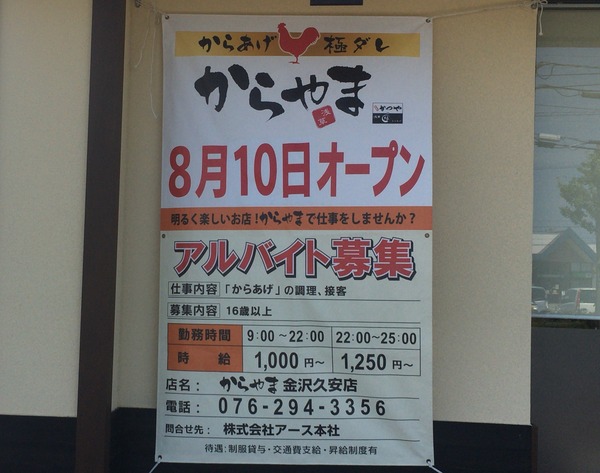 からあげ 極ダレ
からやま
浅草
かつや
8月10日オープン
明るく楽しいお店!からやまで仕事をしませんか?
アルバイト募集
仕事内容 「からあげ」の調理、接客
募集内容 16歳以上
勤務時間 9:00~22:00 22:00~25:00
時給 1,000円~ 1,250円~
店名: からやま 金沢久安店
電話: 076-294-3356
問合せ先: 株式会社アース本社
待遇:制服貸与・交通費支給・昇給制度有